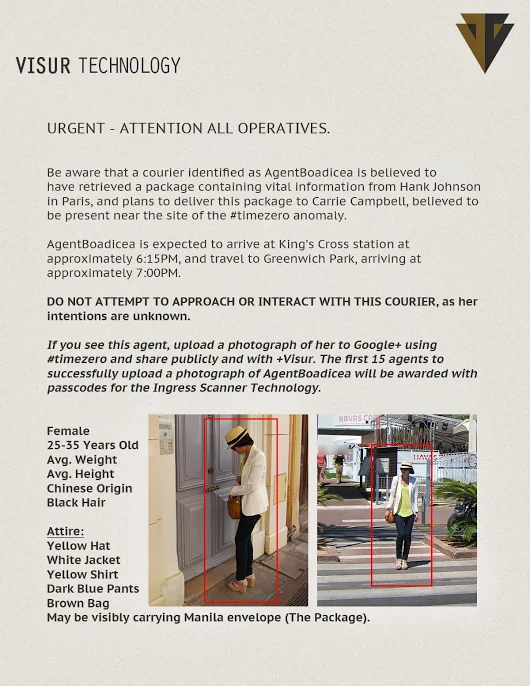 VISUR TECHNOLOGY
URGENT - ATTENTION ALL OPERATIVES.
Be aware that a courier identified as AgentBoadicea is believed to
have retrieved a package containing vital information from Hank Johnson
in Paris, and plans to deliver this package to Carrie Campbell, believed to
be present near the site of the #timezero anomaly.
AgentBoadicea is expected to arrive at King's Cross station at
approximately 6:15PM, and travel to Greenwich Park, arriving at
approximately 7:00PM.
DO NOT ATTEMPT TO APPROACH OR INTERACT WITH THIS COURIER, as her
intentions are unknown.
If you see this agent, upload a photograph of her to Google+ using
#timezero and share publicly and with +Visur. The first 15 agents to
successfully upload a photograph of AgentBoadicea will be awarded with
passcodes for the Ingress Scanner Technology.
Female
25-35 Years Old
Avg. Weight
Avg. Height
Chinese Origin
Black Hair
Attire:
Yellow Hat
White Jacket
Yellow Shirt
Dark Blue Pants
Brown Bag
May be visibly carrying Manila envelope (The Package).
HAVAS